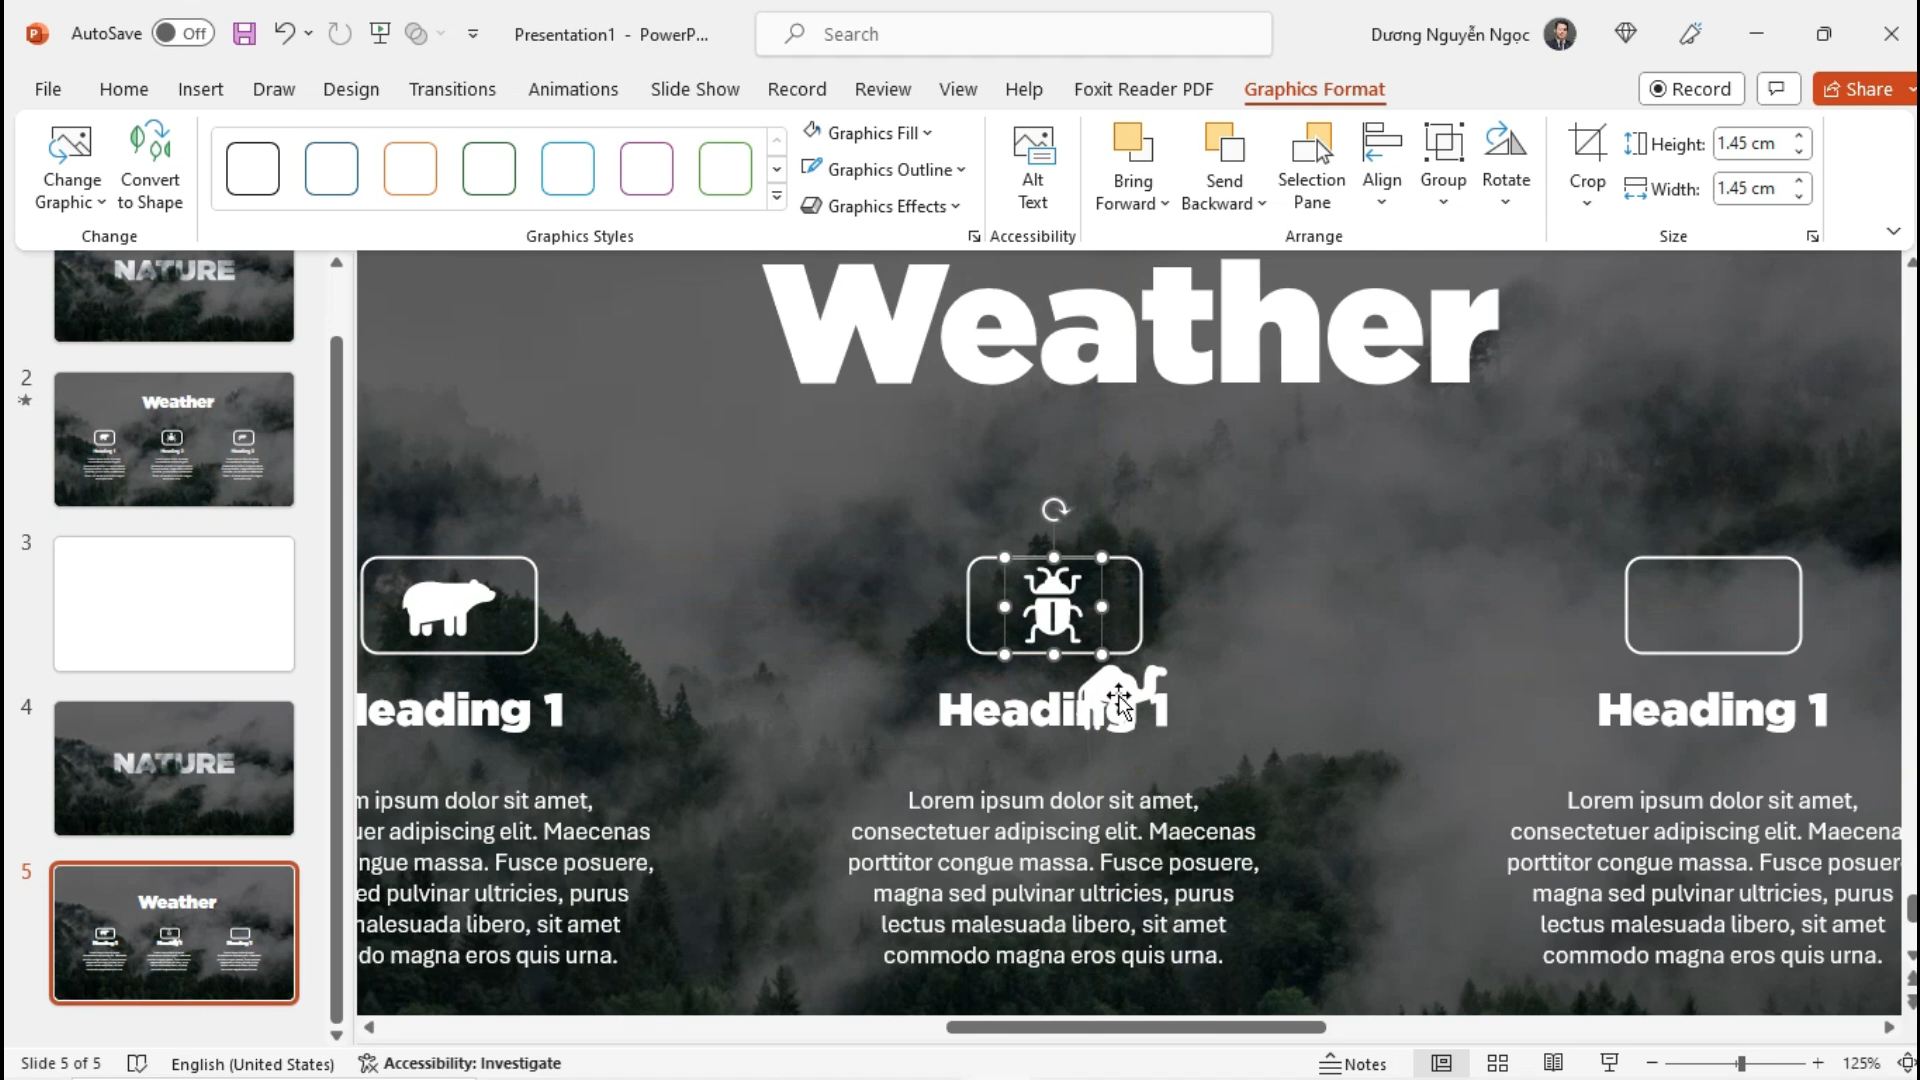 AutoSave Off Presentation1 - PowerP... Search Dương Nguyễn Ngọc
File Home Insert Draw Design Transitions Animations Slide Show Record Review View Help Foxit Reader PDF Graphics Format Record Share
Change Graphic
Convert to Shape
Change
Graphics Fill
Graphics Outline
Graphics Effects
Graphics Styles
Alt Text
Accessibility
Bring Forward
Send Backward
Selection Pane
Align
Group
Rotate
Arrange
Crop
Height: 1.45 cm
Width: 1.45 cm
Size
NATURE
2
Weather
3
4
NATURE
5
Weather
Weather
eading 1
m ipsum dolor sit amet,
uer adipiscing elit. Maecenas
ngue massa. Fusce posuere,
ed pulvinar ultricies, purus
malesuada libero, sit amet
do magna eros quis urna.
Heading 1
Lorem ipsum dolor sit amet,
consectetuer adipiscing elit. Maecenas
porttitor congue massa. Fusce posuere,
magna sed pulvinar ultricies, purus
lectus malesuada libero, sit amet
commodo magna eros quis urna.
Heading 1
Lorem ipsum dolor sit amet,
consectetuer adipiscing elit. Maecena
porttitor congue massa. Fusce posuer
magna sed pulvinar ultricies, purus
lectus malesuada libero, sit amet
commodo magna eros quis urna.
Slide 5 of 5 English (United States) Accessibility: Investigate Notes 125%